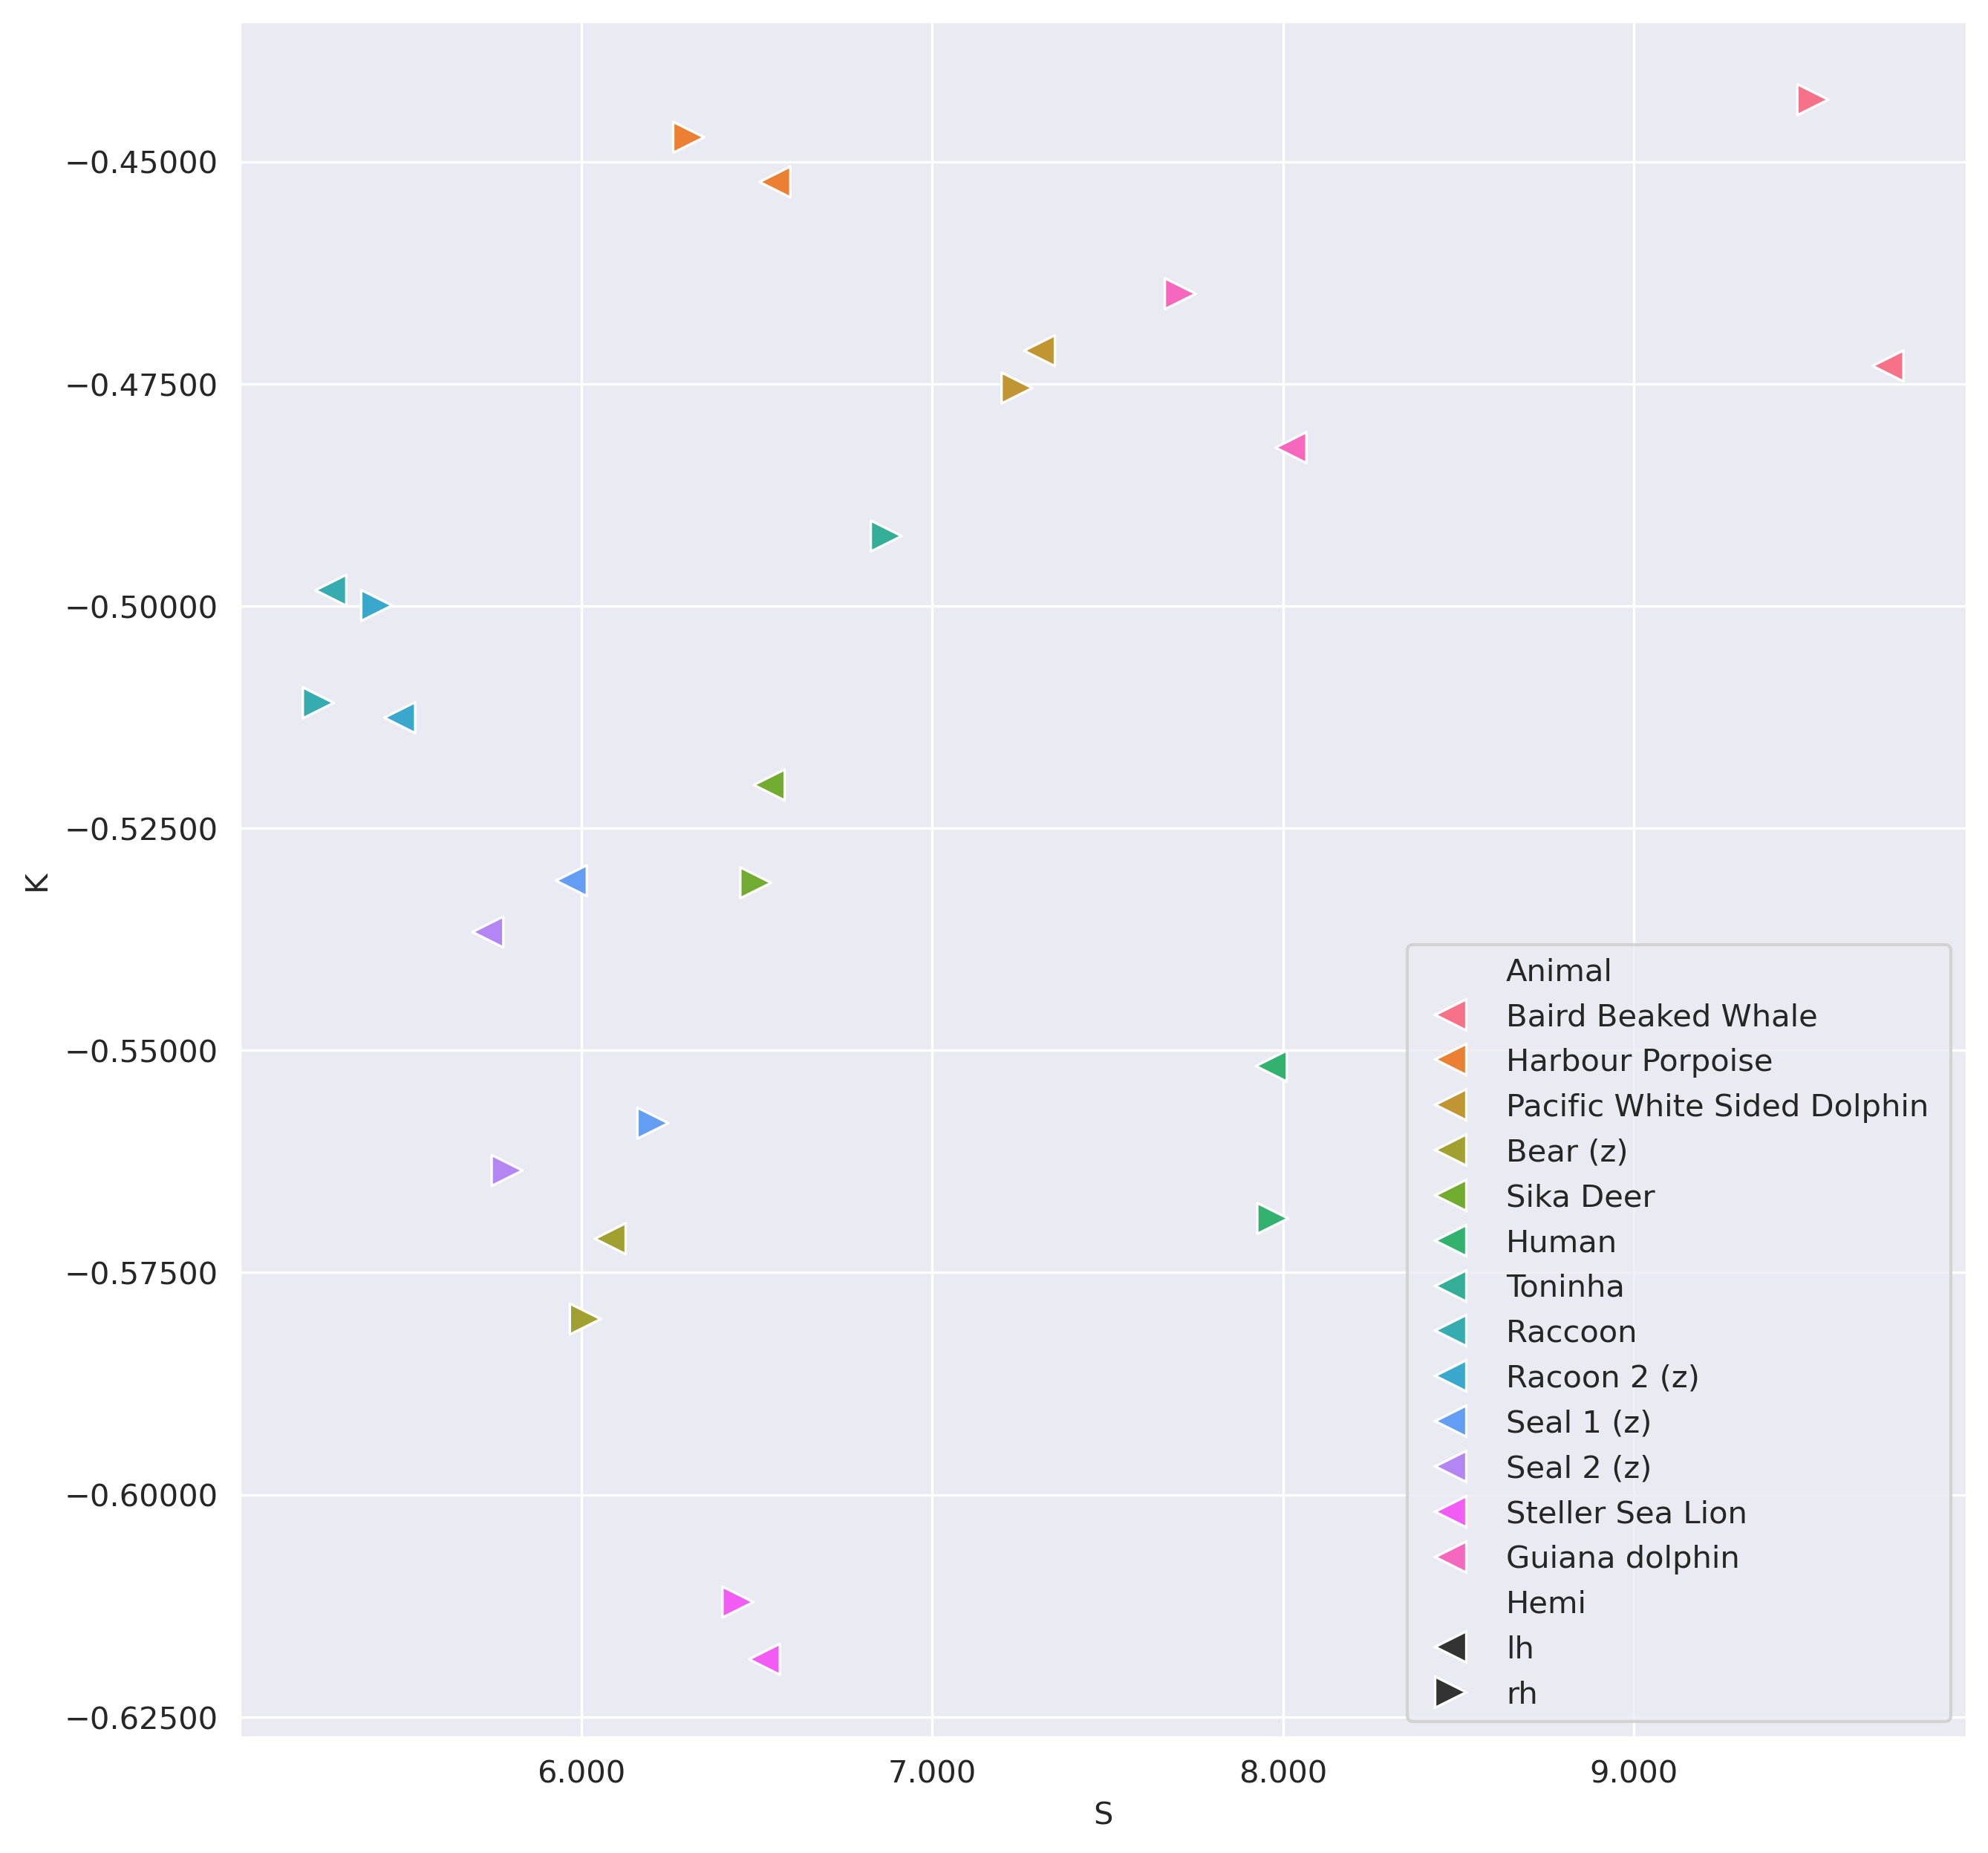 −0.45000
−0.47500
−0.50000
−0.52500
−0.55000
−0.57500
−0.60000
−0.62500
K
6.000 7.000 8.000 9.000
S
Animal
Baird Beaked Whale
Harbour Porpoise
Pacific White Sided Dolphin
Bear (z)
Sika Deer
Human
Toninha
Raccoon
Racoon 2 (z)
Seal 1 (z)
Seal 2 (z)
Steller Sea Lion
Guiana dolphin
Hemi
lh
rh